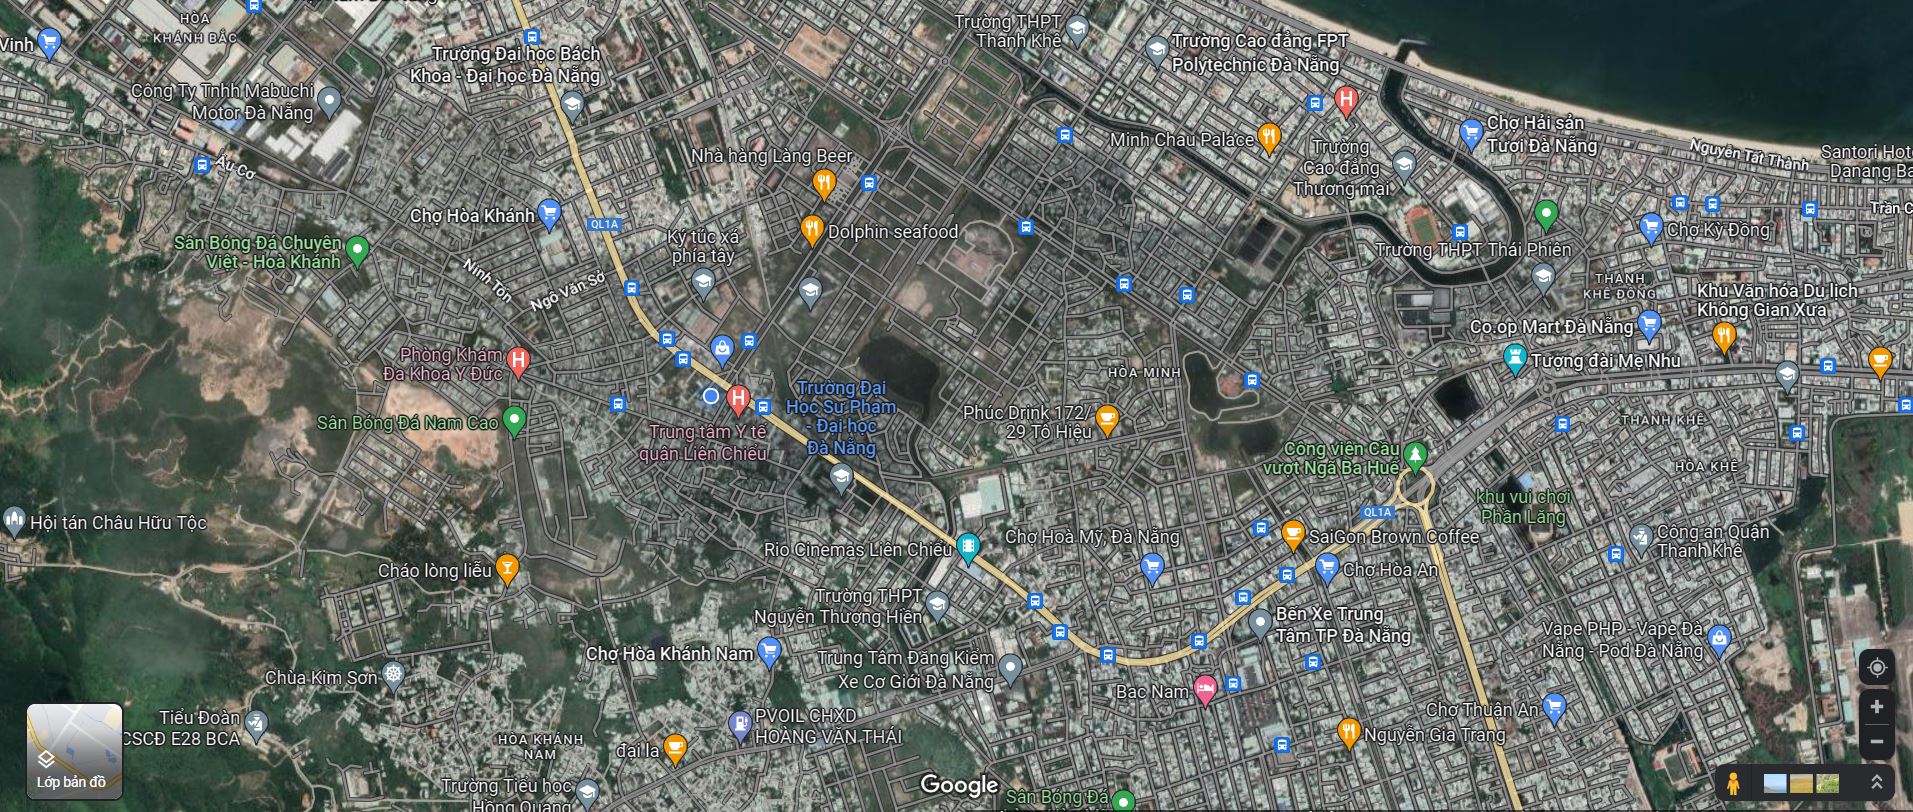 HÒA
KHÁNH BẮC
Vinh
Trường Đại học Bách
Khoa - Đại học Đà Nẵng
Công Ty Tnhh Mabuchi
Motor Đà Nẵng
Âu Cơ
Trường THPT
Thanh Khê
Trường Cao đẳng FPT
Polytechnic Đà Nẵng
Minh Chau Palace
Trường
Cao đẳng
Thương mại
Chợ Hải sản
Tươi Đà Nẵng
Nguyễn Tất Thành
Santori Hot
Danang Ba
Trần C
Nhà hàng Làng Beer
Dolphin seafood
Chợ Hòa Khánh
QL1A
Ký túc xá
phía tây
Sân Bóng Đá Chuyên
Việt - Hoà Khánh
Ninh Tốn
Ngô Văn Sở
Trường THPT Thái Phiên
Chợ Kỳ Đồng
THANH
KHÊ ĐÔNG
Khu Văn hóa Du lịch
Không Gian Xưa
Co.op Mart Đà Nẵng
Tượng đài Mẹ Nhu
Phòng Khám
Đa Khoa Y Đức
Sân Bóng Đá Nam Cao
Trung tâm Y tế
quận Liên Chiểu
Trường Đại
Học Sư Phạm
- Đại học
Đà Nẵng
HÒA MINH
Phúc Drink 172/
29 Tô Hiệu
THANH KHÊ
Công viên Cầu
vượt Ngã Ba Huế
HÒA KHÊ
khu vui chơi
Phần Lăng
QL1A
Công an Quận
Thanh Khê
Hội tán Châu Hữu Tộc
Cháo lòng liễu
Rio Cinemas Liên Chiểu
Chợ Hoà Mỹ, Đà Nẵng
SaiGon Brown Coffee
Chợ Hòa An
Trường THPT
Nguyễn Thượng Hiền
Bến Xe Trung
Tâm TP Đà Nẵng
Vape PHP - Vape Đà
Nẵng - Pod Đà Nẵng
Chợ Hòa Khánh Nam
Trung Tâm Đăng Kiểm
Xe Cơ Giới Đà Nẵng
Chùa Kim Sơn
Bac Nam
Chợ Thuận An
Tiểu Đoàn
CSCĐ E28 BCA
PVOIL CHXD
HOÀNG VĂN THÁI
Nguyễn Gia Trang
HÒA KHÁNH
NAM
đại la
Lớp bản đồ
Trường Tiểu học
Hồng Quang
Google
Sân Bóng Đá